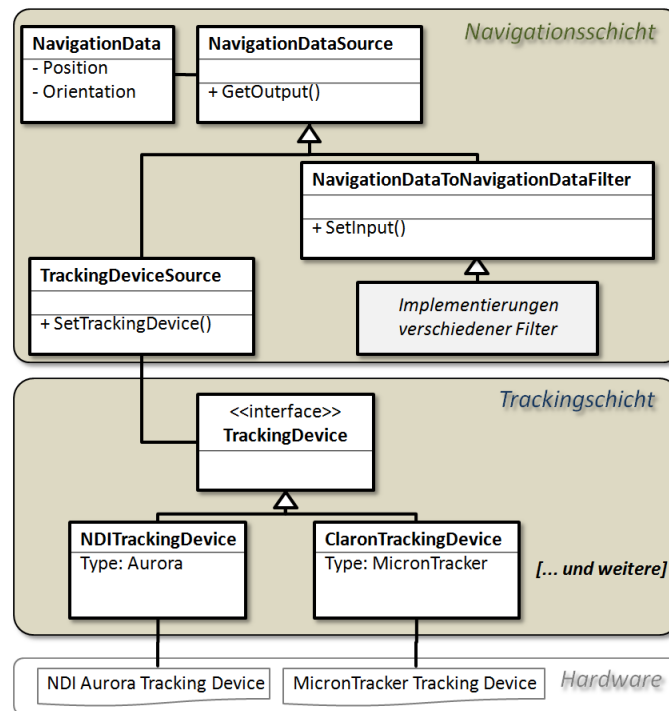 Navigationsschicht
NavigationData
- Position
- Orientation
NavigationDataSource
+ GetOutput()
NavigationDataToNavigationDataFilter
+ SetInput()
TrackingDeviceSource
+ SetTrackingDevice()
Implementierungen
verschiedener Filter
Trackingschicht
<<interface>>
TrackingDevice
NDITrackingDevice
Type: Aurora
ClaronTrackingDevice
Type: MicronTracker
[... und weitere]
NDI Aurora Tracking Device
MicronTracker Tracking Device
Hardware